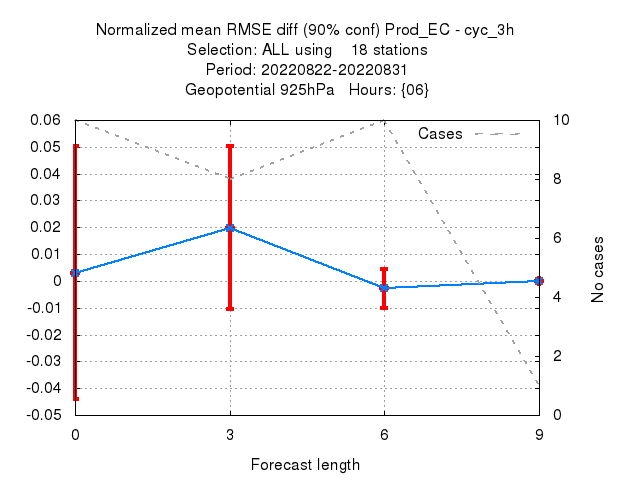 Normalized mean RMSE diff (90% conf) Prod_EC - cyc_3h
Selection: ALL using    18 stations
Period: 20220822-20220831
Geopotential 925hPa   Hours: {06}
Cases
0.06
0.05
0.04
0.03
0.02
0.01
0
-0.01
-0.02
-0.03
-0.04
-0.05
10
8
6
4
2
0
No cases
0 3 6 9
Forecast length